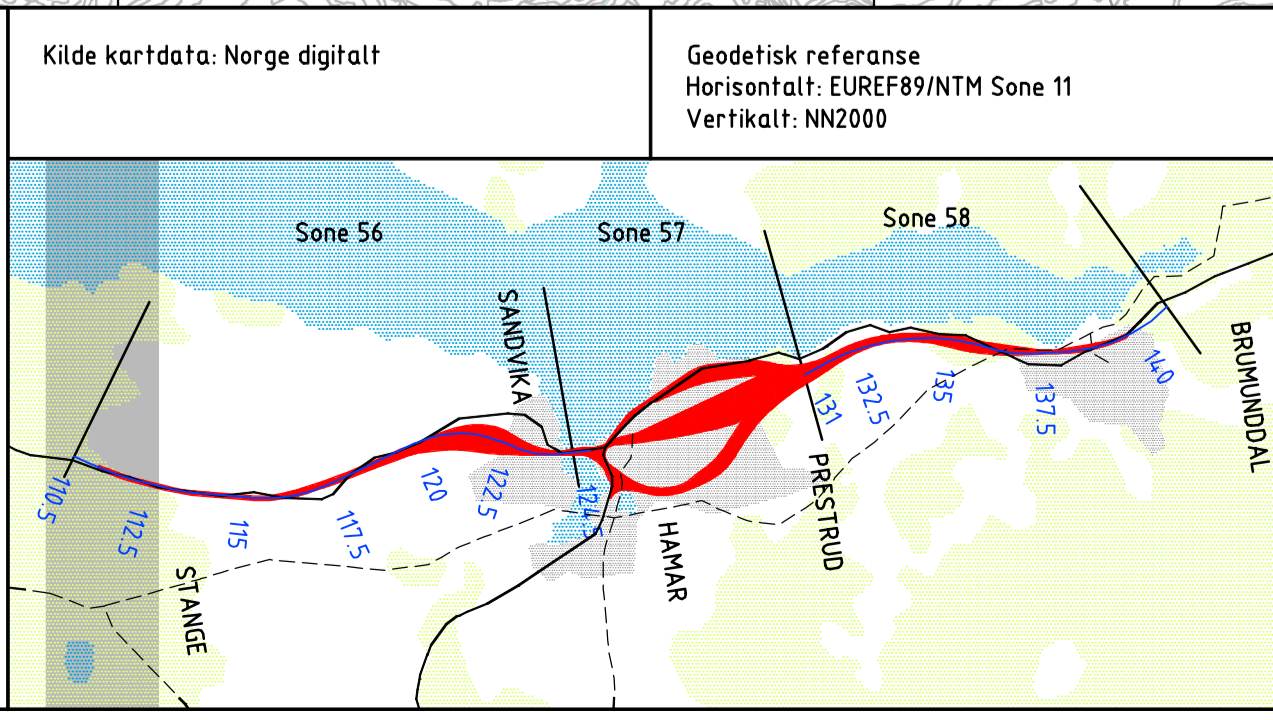 Kilde kartdata: Norge digitalt
Geodetisk referanse
Horisontalt: EUREF89/NTM Sone 11
Vertikalt: NN2000
Sone 56
Sone 57
Sone 58
SANDVIKA
BRUMUNDDAL
110.5
112.5
115
117.5
120
122.5
124.5
131
132.5
135
137.5
140
STANGE
HAMAR
PRESTRUD